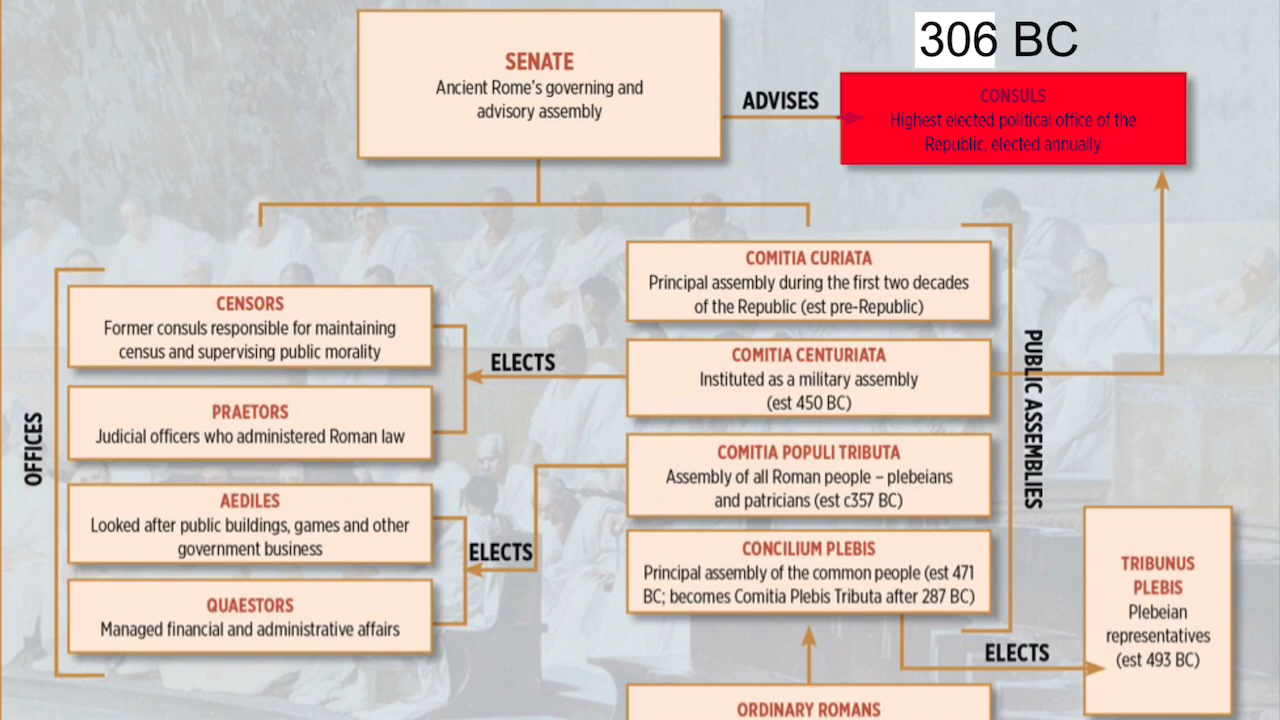 306 BC
SENATE
Ancient Rome's governing and
advisory assembly
ADVISES
CONSULS
Highest elected political office of the
Republic, elected annually
OFFICES
CENSORS
Former consuls responsible for maintaining
census and supervising public morality
PRAETORS
Judicial officers who administered Roman law
AEDILES
Looked after public buildings, games and other
government business
QUAESTORS
Managed financial and administrative affairs
ELECTS
ELECTS
COMITIA CURIATA
Principal assembly during the first two decades
of the Republic (est pre-Republic)
COMITIA CENTURIATA
Instituted as a military assembly
(est 450 BC)
COMITIA POPULI TRIBUTA
Assembly of all Roman people – plebeians
and patricians (est c357 BC)
CONCILIUM PLEBIS
Principal assembly of the common people (est 471
BC; becomes Comitia Plebis Tributa after 287 BC)
PUBLIC ASSEMBLIES
ELECTS
TRIBUNUS
PLEBIS
Plebeian
representatives
(est 493 BC)
ORDINARY ROMANS